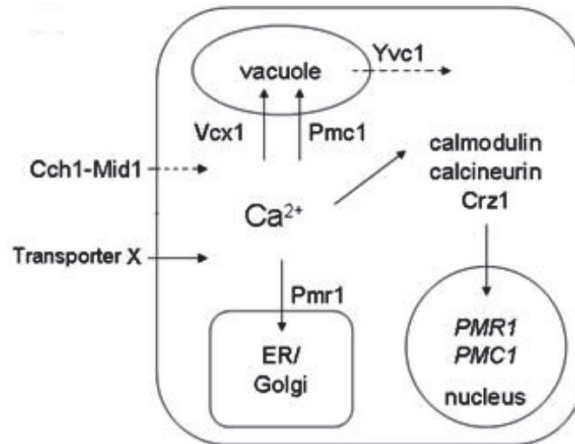 Yvc1
vacuole
Vcx1 Pmc1
calmodulin
calcineurin
Crz1
Cch1-Mid1
Ca²⁺
Transporter X
Pmr1
ER/
Golgi
PMR1
PMC1
nucleus